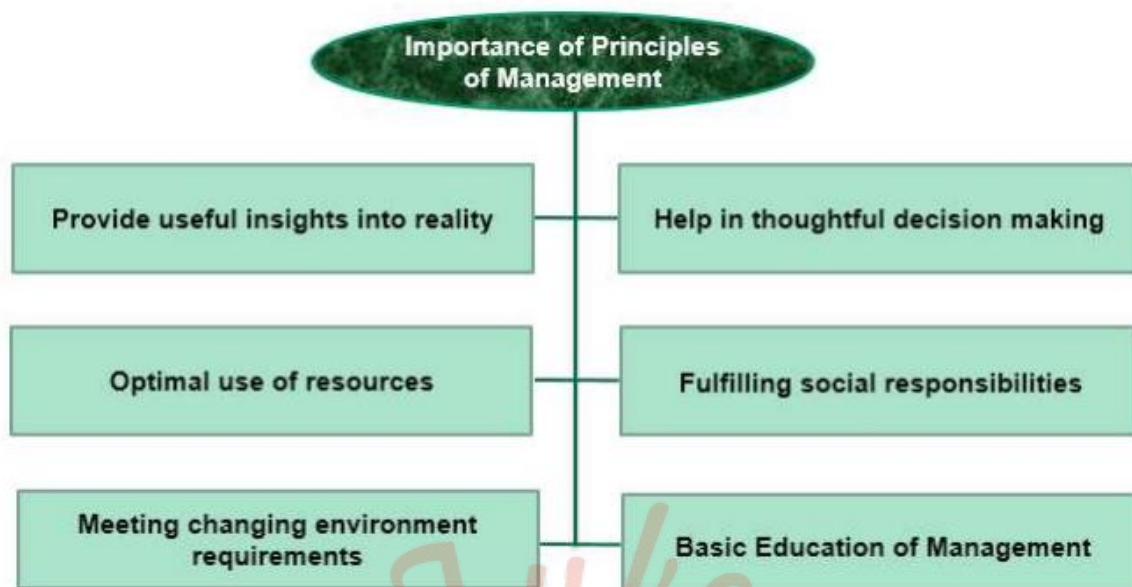 Importance of Principles
of Management
Provide useful insights into reality
Help in thoughtful decision making
Optimal use of resources
Fulfilling social responsibilities
Meeting changing environment
requirements
Basic Education of Management